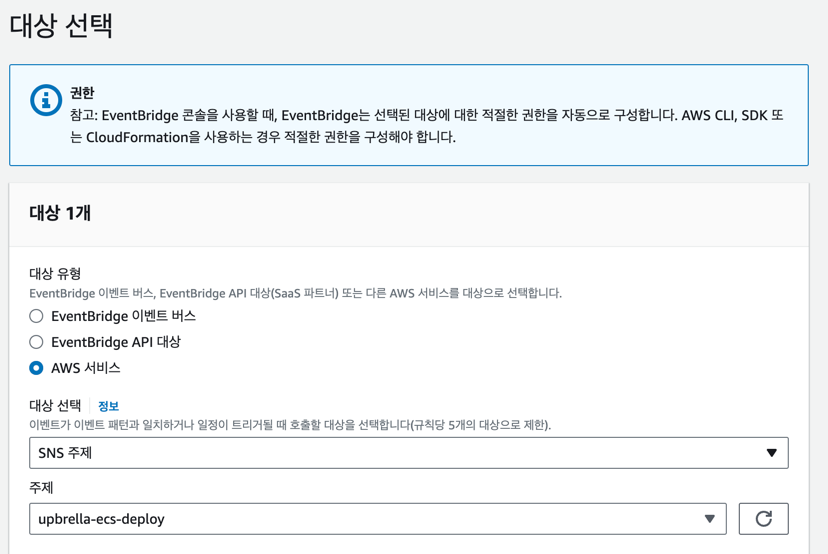 대상 선택
권한
참고: EventBridge 콘솔을 사용할 때, EventBridge는 선택된 대상에 대한 적절한 권한을 자동으로 구성합니다. AWS CLI, SDK 또
는 CloudFormation을 사용하는 경우 적절한 권한을 구성해야 합니다.
대상 1개
대상 유형
EventBridge 이벤트 버스, EventBridge API 대상(SaaS 파트너) 또는 다른 AWS 서비스를 대상으로 선택합니다.
EventBridge 이벤트 버스
EventBridge API 대상
AWS 서비스
대상 선택 정보
이벤트가 이벤트 패턴과 일치하거나 일정이 트리거될 때 호출할 대상을 선택합니다(규칙당 5개의 대상으로 제한).
SNS 주제
주제
upbrella-ecs-deploy